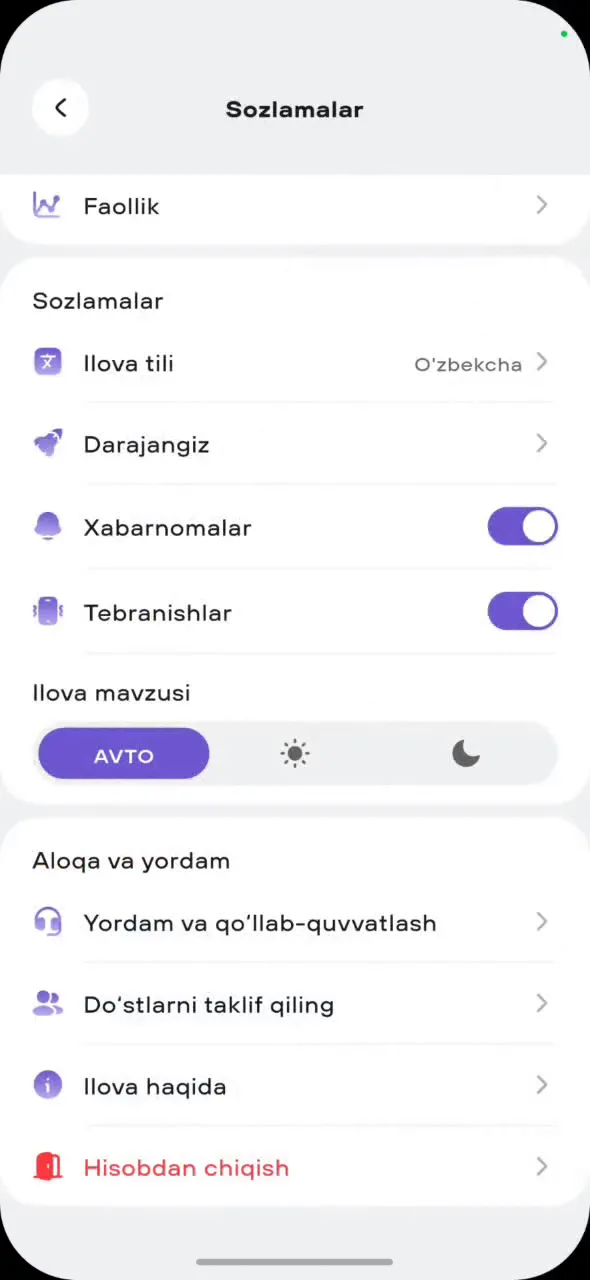 Sozlamalar
Faollik
Sozlamalar
Ilova tili
O'zbekcha
Darajangiz
Xabarnomalar
Tebranishlar
Ilova mavzusi
AVTO
Aloqa va yordam
Yordam va qo‘llab-quvvatlash
Do‘stlarni taklif qiling
Ilova haqida
Hisobdan chiqish